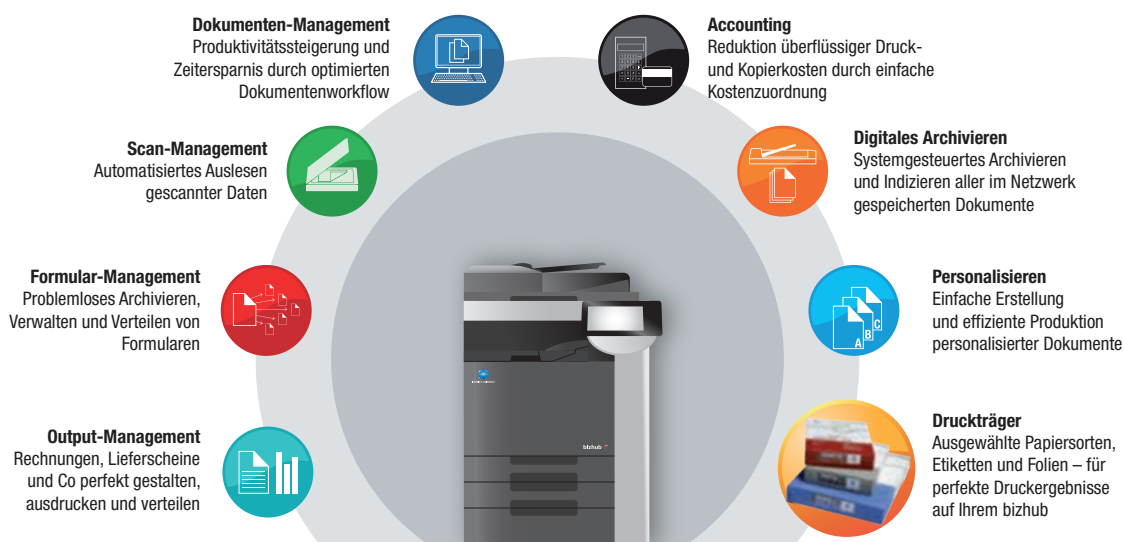 Dokumenten-Management
Produktivitätssteigerung und
Zeitersparnis durch optimierten
Dokumentenworkflow
Accounting
Reduktion überflüssiger Druck-
und Kopierkosten durch einfache
Kostenzuordnung
Scan-Management
Automatisiertes Auslesen
gescannter Daten
Digitales Archivieren
Systemgesteuertes Archivieren
und Indizieren aller im Netzwerk
gespeicherten Dokumente
Formular-Management
Problemloses Archivieren,
Verwalten und Verteilen von
Formularen
Personalisieren
Einfache Erstellung
und effiziente Produktion
personalisierter Dokumente
A
B
C
Output-Management
Rechnungen, Lieferscheine
und Co perfekt gestalten,
ausdrucken und verteilen
Druckträger
Ausgewählte Papiersorten,
Etiketten und Folien – für
perfekte Druckergebnisse
auf Ihrem bizhub
bizhub